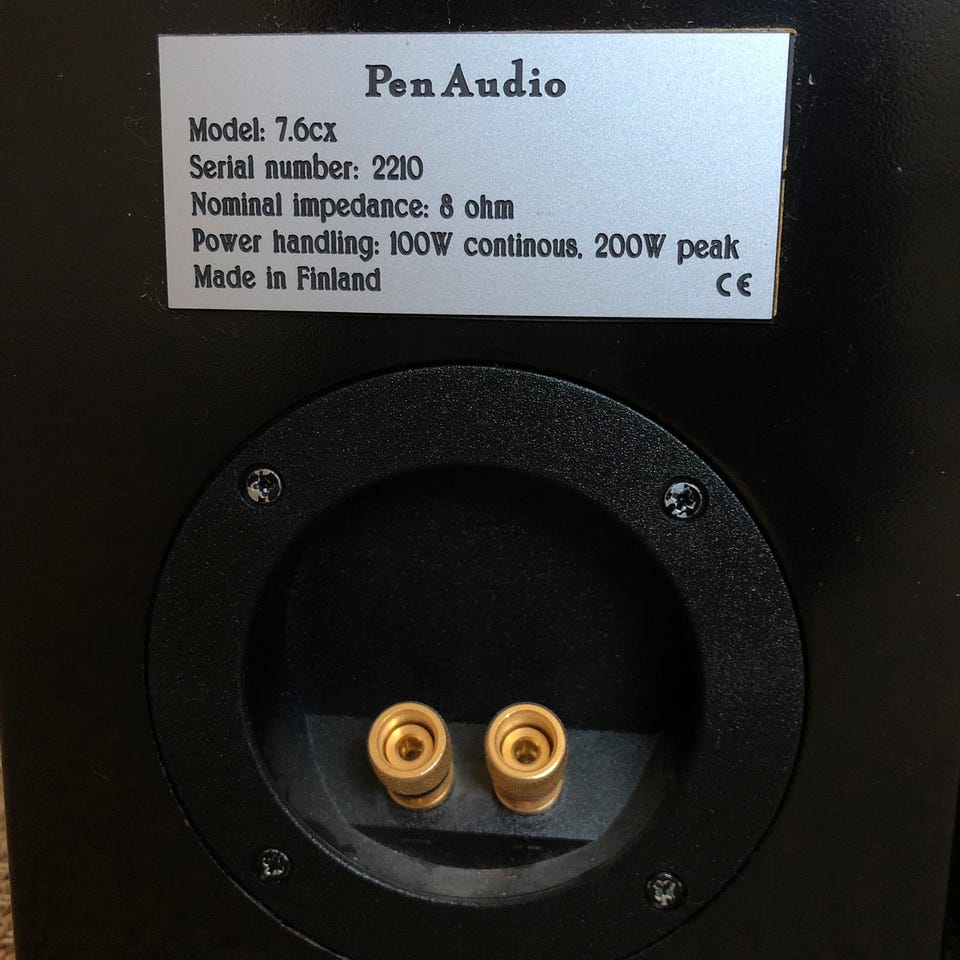 PenAudio
Model: 7.6cx
Serial number: 2210
Nominal impedance: 8 ohm
Power handling: 100W continous, 200W peak
Made in Finland CE